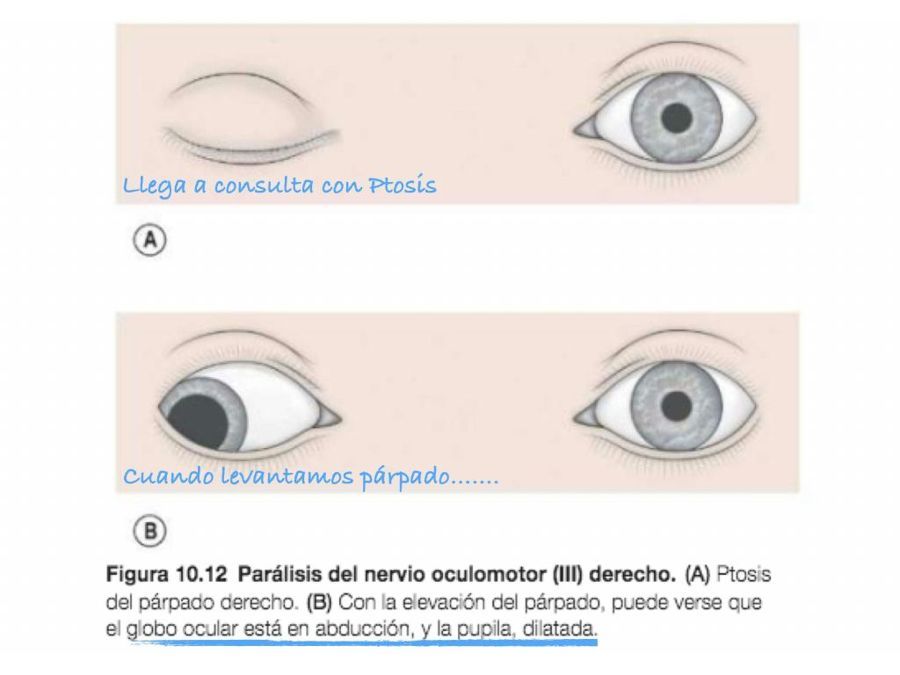 Llega a consulta con Ptosis
A
Cuando levantamos párpado.......
B
Figura 10.12 Parálisis del nervio oculomotor (III) derecho. (A) Ptosis
del párpado derecho. (B) Con la elevación del párpado, puede verse que
el globo ocular está en abducción, y la pupila, dilatada.